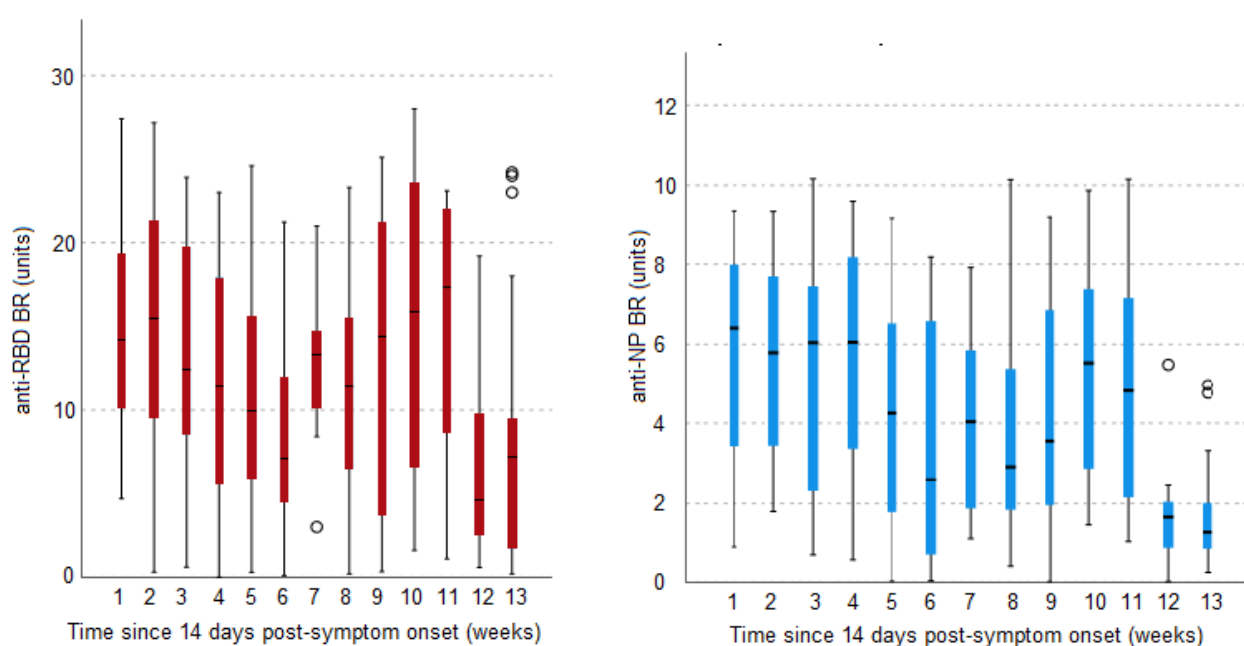 30
20
10
0
anti-RBD BR (units)
1 2 3 4 5 6 7 8 9 10 11 12 13
Time since 14 days post-symptom onset (weeks)
12
10
8
6
4
2
0
anti-NP BR (units)
1 2 3 4 5 6 7 8 9 10 11 12 13
Time since 14 days post-symptom onset (weeks)